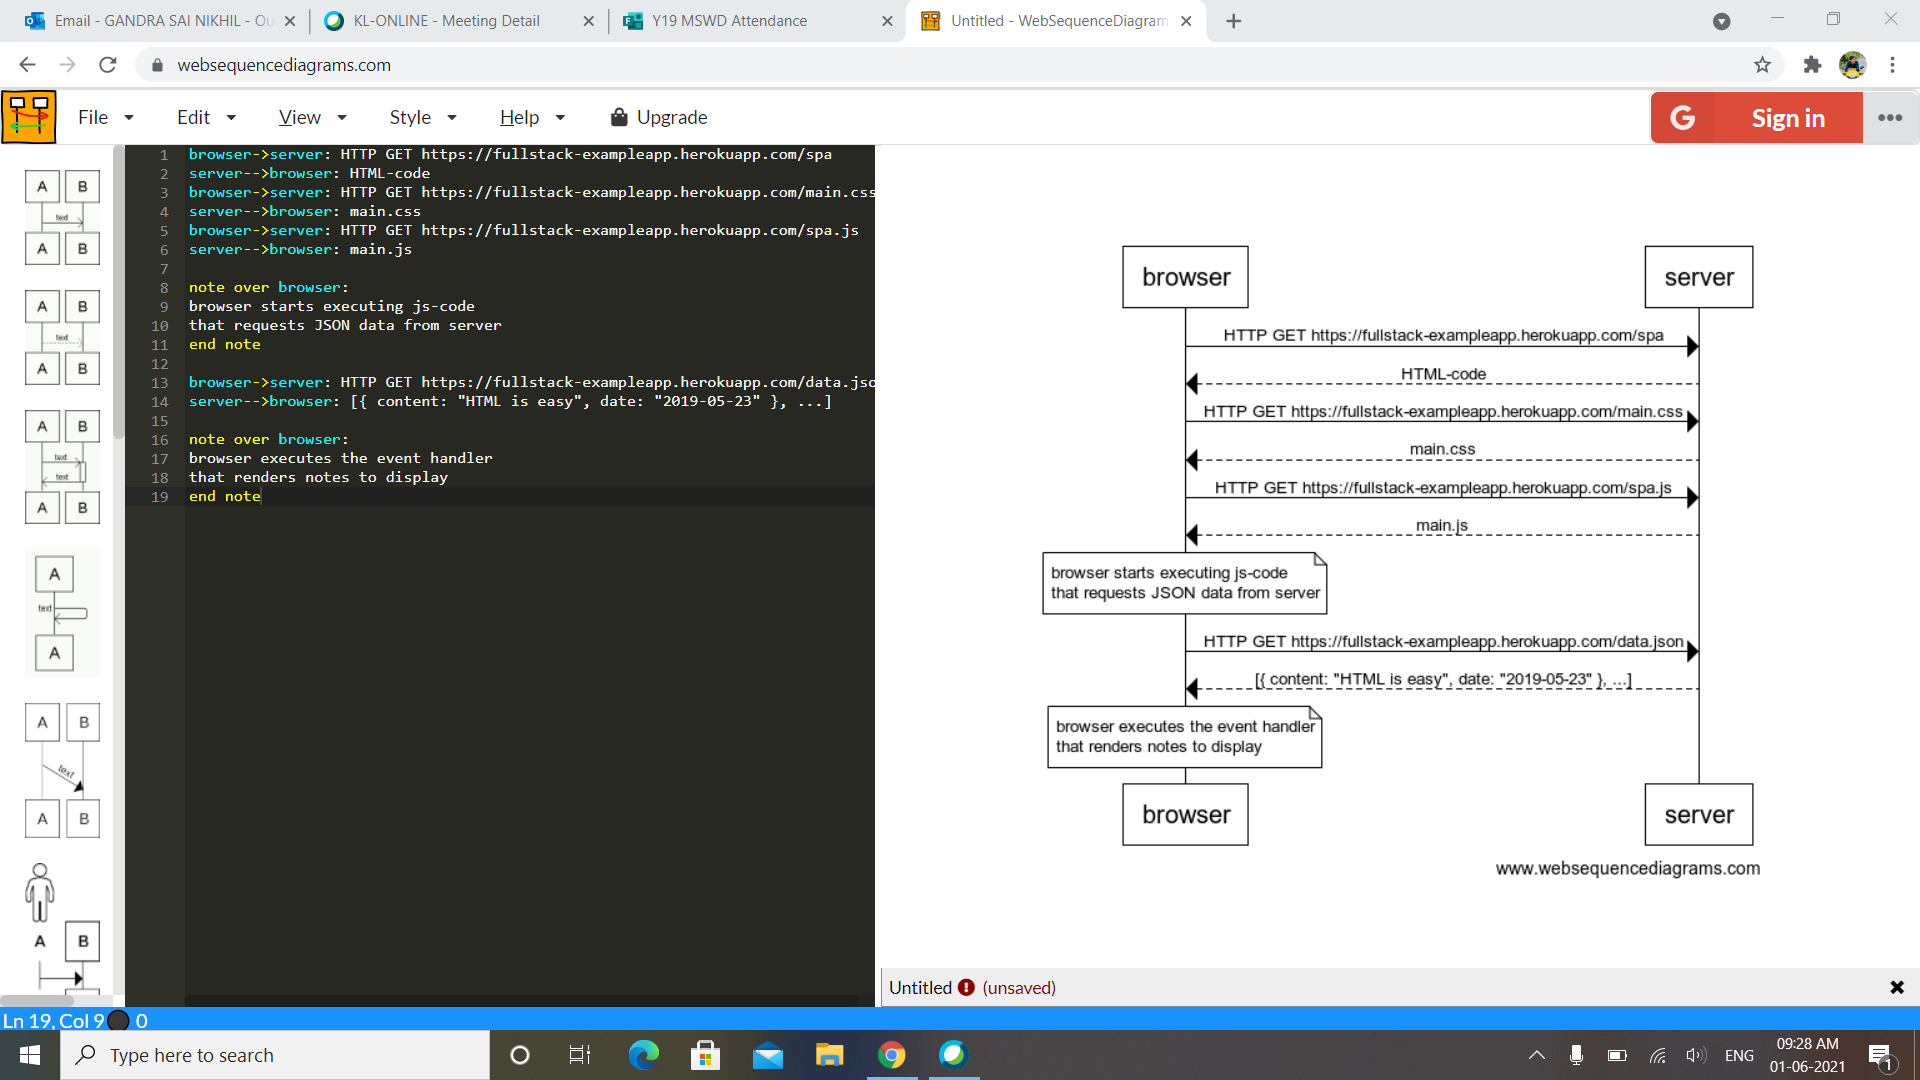 Email - GANDRA SAI NIKHIL - Ou
KL-ONLINE - Meeting Detail
Y19 MSWD Attendance
Untitled - WebSequenceDiagram
websequencediagrams.com
File
Edit
View
Style
Help
Upgrade
G
Sign in
A B
text
A B
A B
text
A B
A B
text
text
A B
A
text
A
A B
text
A B
A B
1 browser->server: HTTP GET https://fullstack-exampleapp.herokuapp.com/spa
2 server-->browser: HTML-code
3 browser->server: HTTP GET https://fullstack-exampleapp.herokuapp.com/main.css
4 server-->browser: main.css
5 browser->server: HTTP GET https://fullstack-exampleapp.herokuapp.com/spa.js
6 server-->browser: main.js
7
8 note over browser:
9 browser starts executing js-code
10 that requests JSON data from server
11 end note
12
13 browser->server: HTTP GET https://fullstack-exampleapp.herokuapp.com/data.jso
14 server-->browser: [{ content: "HTML is easy", date: "2019-05-23" }, ...]
15
16 note over browser:
17 browser executes the event handler
18 that renders notes to display
19 end note
browser server
HTTP GET https://fullstack-exampleapp.herokuapp.com/spa
HTML-code
HTTP GET https://fullstack-exampleapp.herokuapp.com/main.css
main.css
HTTP GET https://fullstack-exampleapp.herokuapp.com/spa.js
main.js
browser starts executing js-code
that requests JSON data from server
HTTP GET https://fullstack-exampleapp.herokuapp.com/data.json
[{ content: "HTML is easy", date: "2019-05-23" }, ...]
browser executes the event handler
that renders notes to display
browser server
www.websequencediagrams.com
Untitled ! (unsaved)
Ln 19, Col 9 0
Type here to search
ENG
09:28 AM
01-06-2021
1